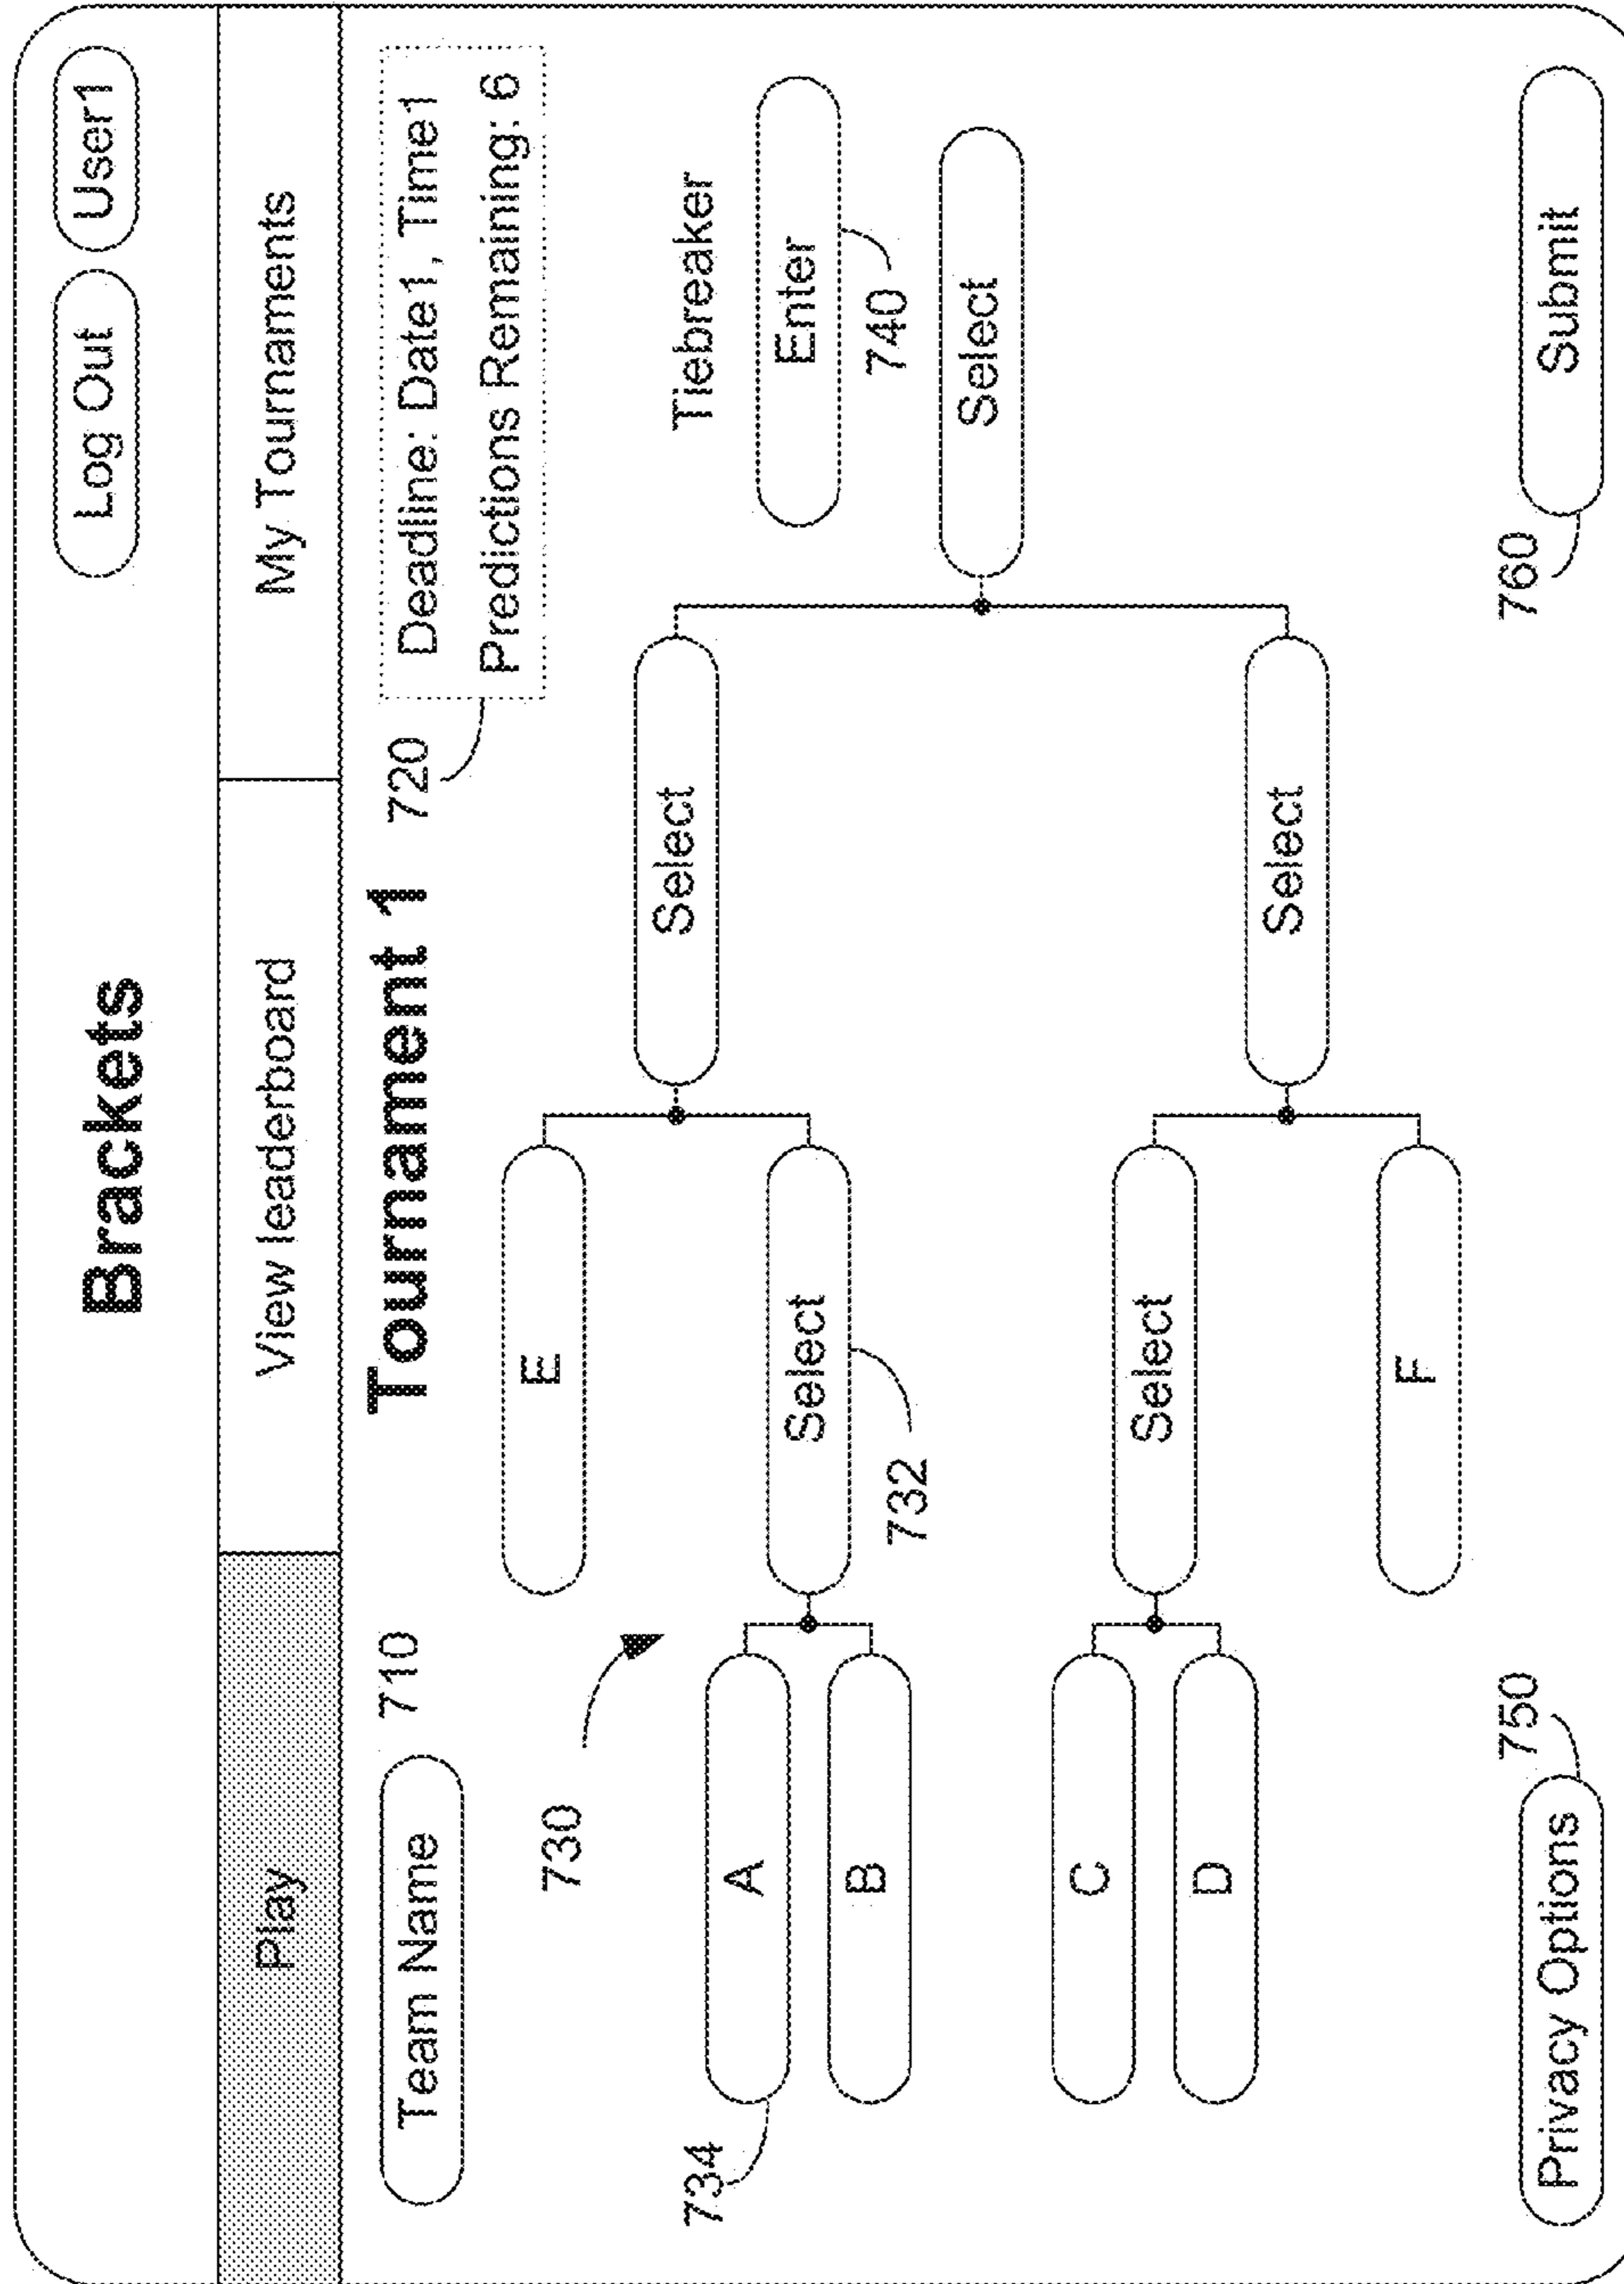 Brackets
Log Out
User1
Play
View leaderboard
My Tournaments
Team Name
710
Tournament 1
720
Deadline: Date1, Time1
Predictions Remaining: 6
730
E
Select
Tiebreaker
734
A
Select
Enter
B
732
740
Select
C
Select
D
Select
F
750
760
Privacy Options
Submit